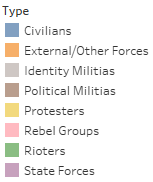 Type
Civilians
External/Other Forces
Identity Militias
Political Militias
Protesters
Rebel Groups
Rioters
State Forces